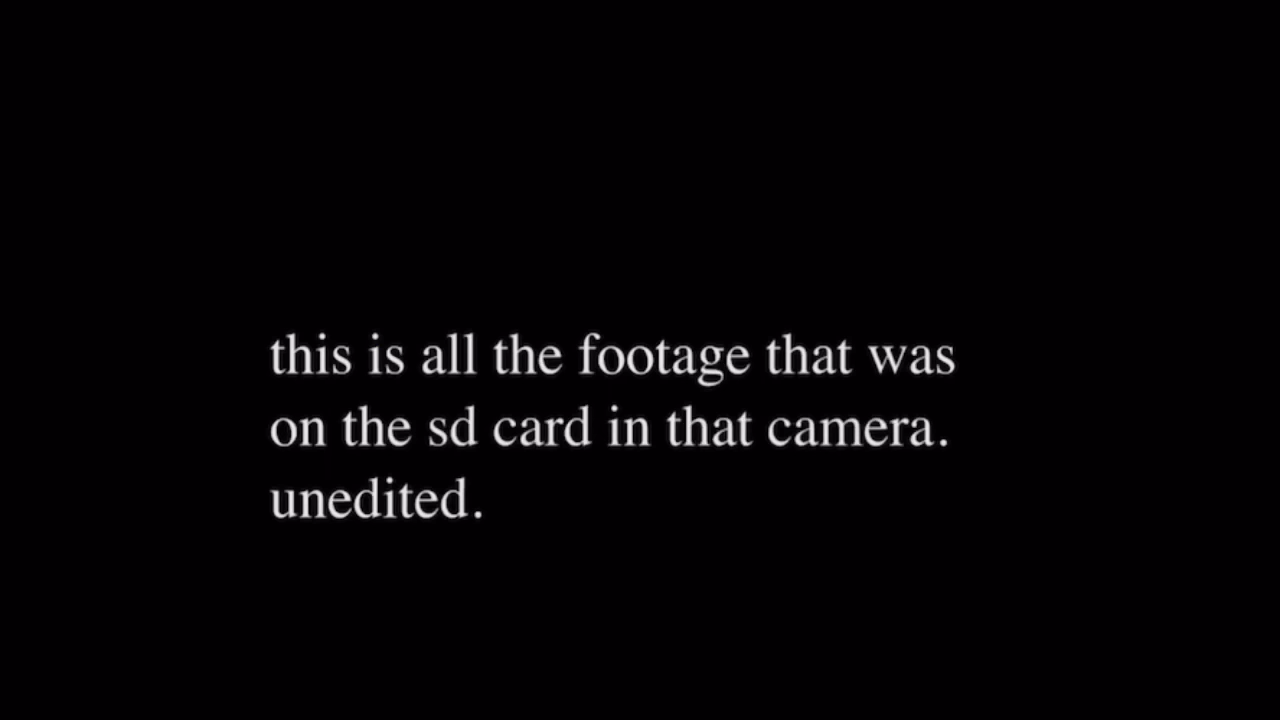 this is all the footage that was
on the sd card in that camera.
unedited.